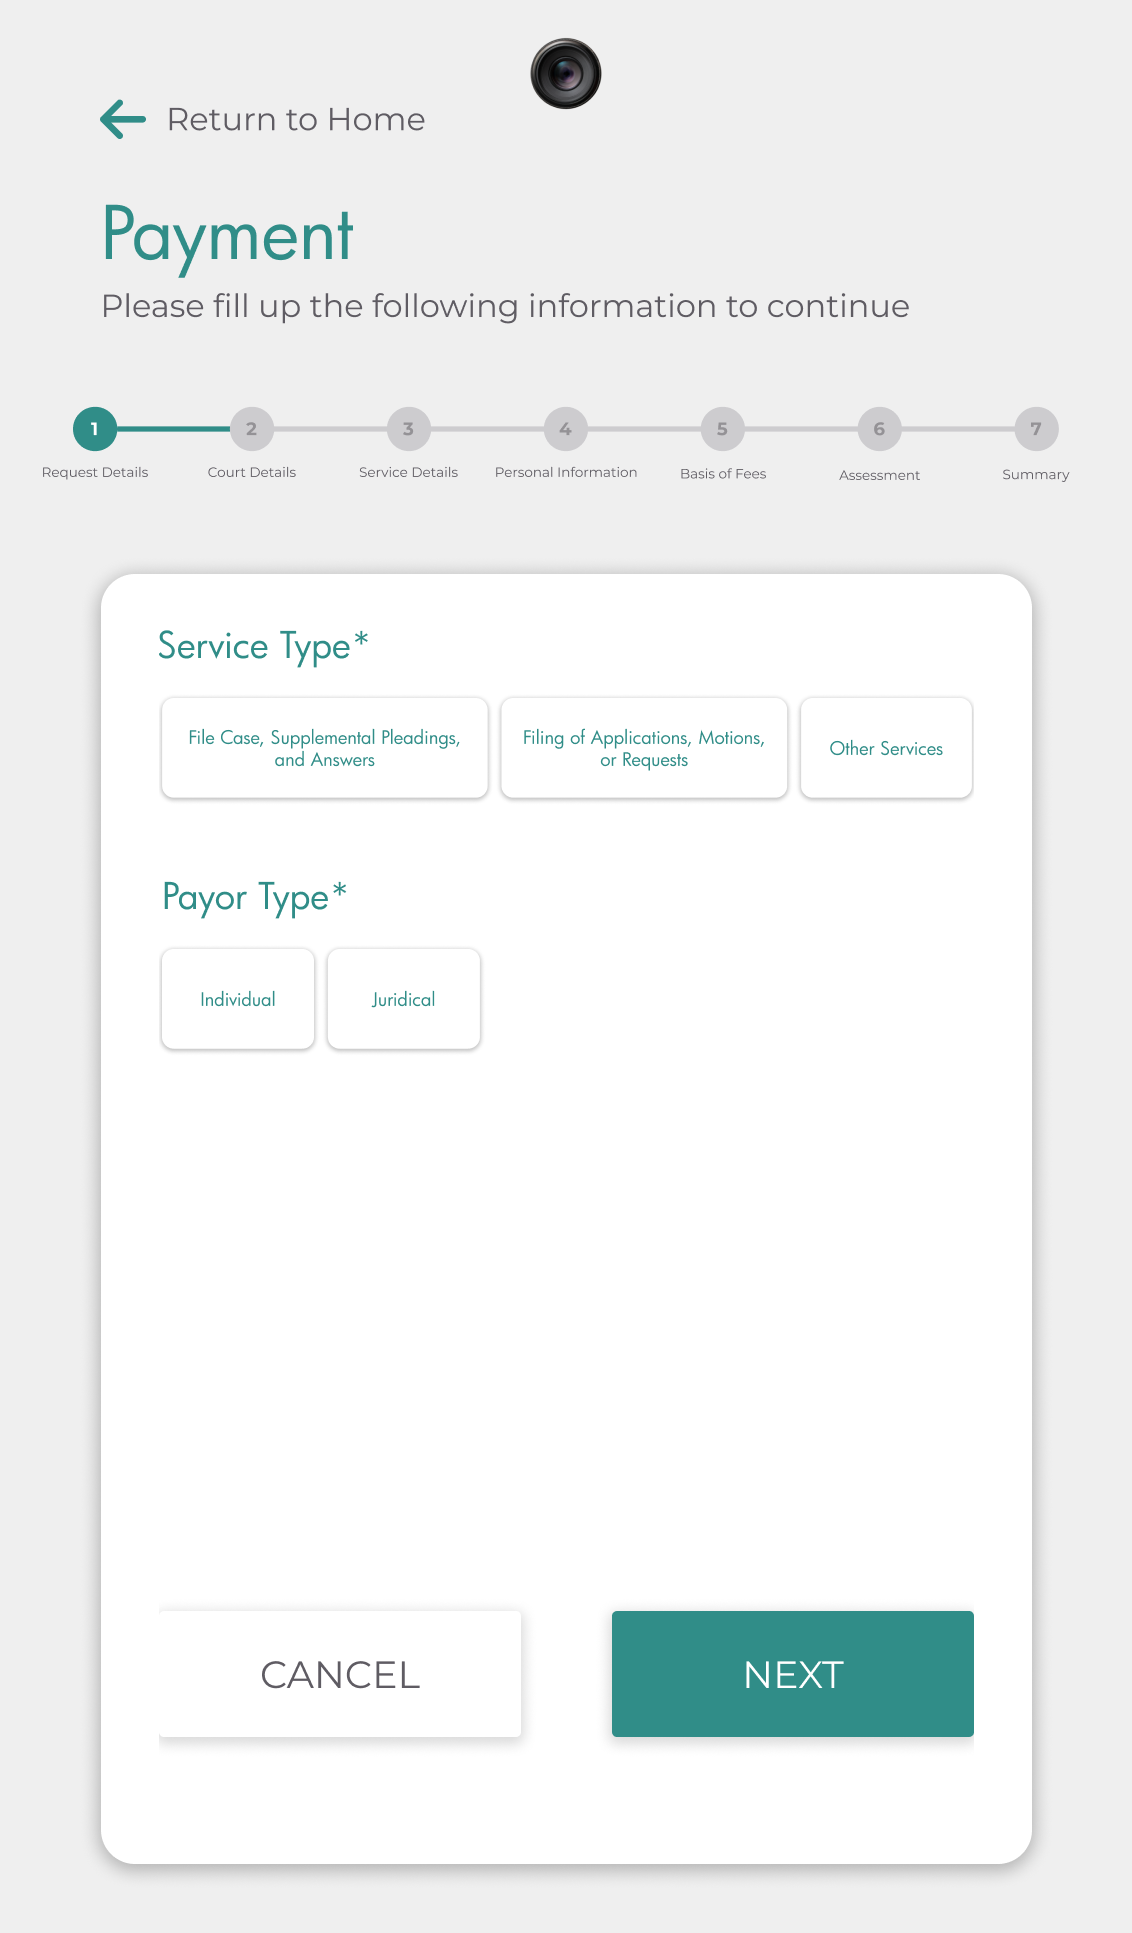 Return to Home
Payment
Please fill up the following information to continue
1
2
3
4
5
6
7
Request Details
Court Details
Service Details
Personal Information
Basis of Fees
Assessment
Summary
Service Type*
File Case, Supplemental Pleadings,
and Answers
Filing of Applications, Motions,
or Requests
Other Services
Payor Type*
Individual
Juridical
CANCEL
NEXT